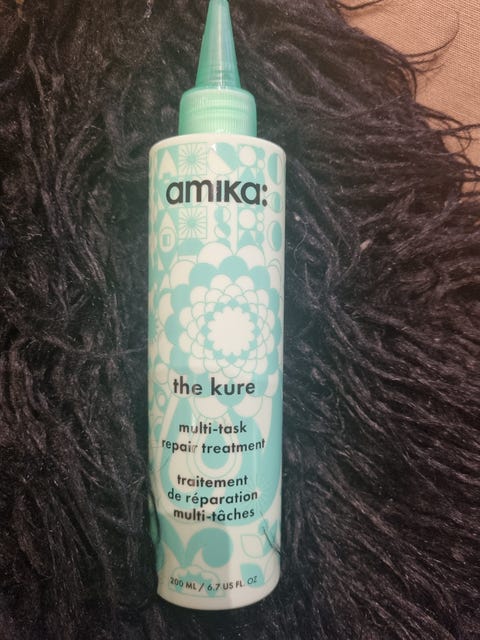 amika:
the kure
multi-task
repair treatment
traitement
de réparation
multi-tâches
200 ML / 6.7 US FL. OZ